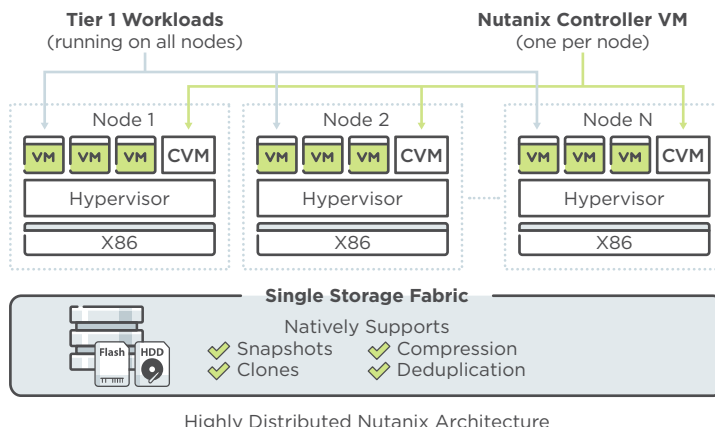 Tier 1 Workloads
(running on all nodes)
Nutanix Controller VM
(one per node)
Node 1
VM VM VM CVM
Hypervisor
X86
Node 2
VM VM VM CVM
Hypervisor
X86
Node N
VM VM VM CVM
Hypervisor
X86
Single Storage Fabric
Flash HDD
Natively Supports
Snapshots
Compression
Clones
Deduplication
Highly Distributed Nutanix Architecture